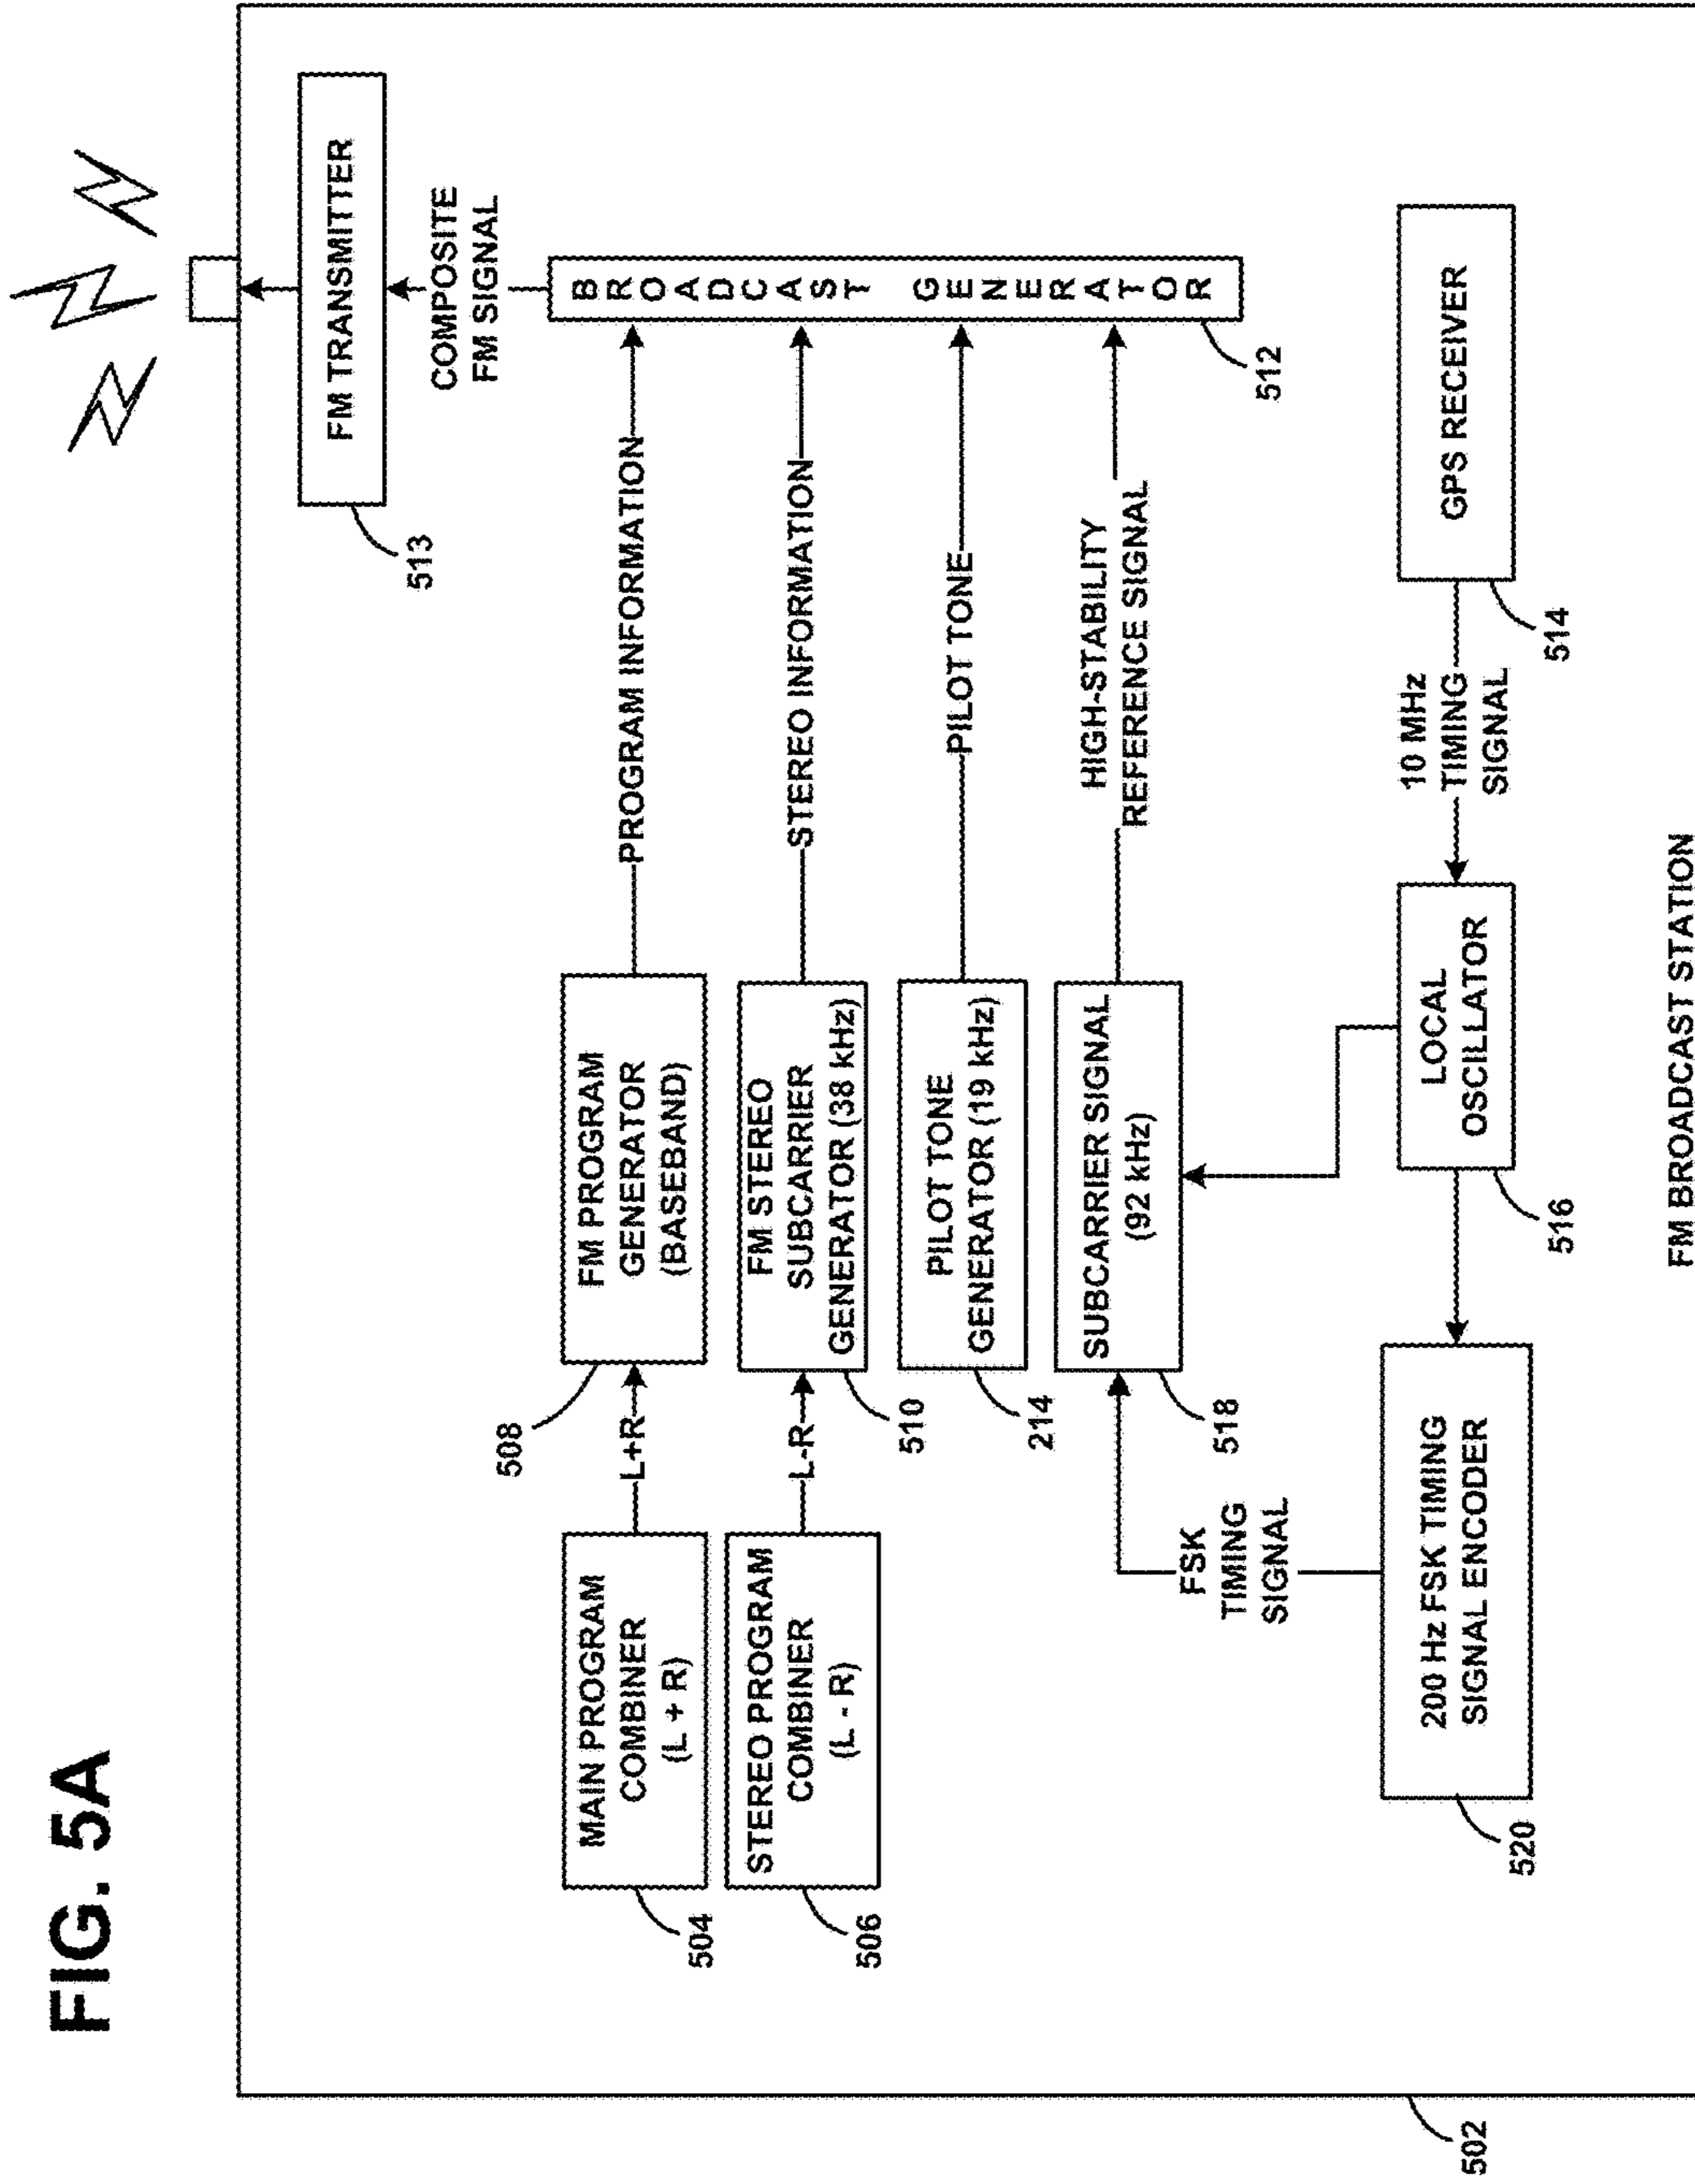 FIG. 5A
FM TRANSMITTER
513
COMPOSITE
FM SIGNAL
MAIN PROGRAM
COMBINER
(L + R)
504
L+R
508
FM PROGRAM
GENERATOR
(BASEBAND)
PROGRAM INFORMATION
BROADCAST GENERATOR
512
STEREO PROGRAM
COMBINER
(L - R)
506
L-R
FM STEREO
SUBCARRIER
GENERATOR (38 kHz)
510
STEREO INFORMATION
PILOT TONE
GENERATOR (19 kHz)
214
PILOT TONE
SUBCARRIER SIGNAL
(92 kHz)
518
HIGH-STABILITY
REFERENCE SIGNAL
FSK
TIMING
SIGNAL
200 Hz FSK TIMING
SIGNAL ENCODER
520
LOCAL
OSCILLATOR
516
10 MHz
TIMING
SIGNAL
GPS RECEIVER
514
FM BROADCAST STATION
502